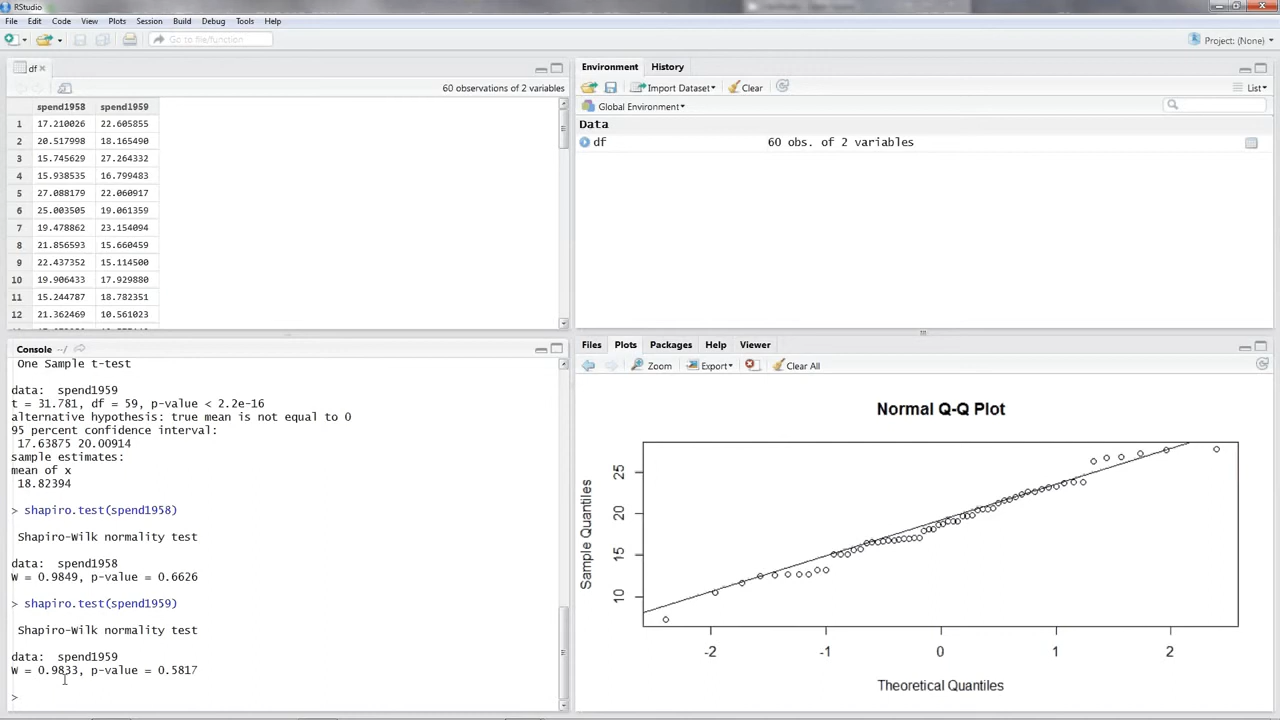 RStudio
File Edit Code View Plots Session Build Debug Tools Help
Go to file/function
Project: (None)
df
60 observations of 2 variables
spend1958 spend1959
1 17.210026 22.605855
2 20.517998 18.165490
3 15.745629 27.264332
4 15.938535 16.799483
5 27.088179 22.060917
6 25.003505 19.061359
7 19.478862 23.154094
8 21.856593 15.660459
9 22.437352 15.114500
10 19.906433 17.929880
11 15.244787 18.782351
12 21.362469 10.561023
Environment History
Import Dataset Clear
List
Global Environment
Data
df 60 obs. of 2 variables
Console ~/
One Sample t-test
data: spend1959
t = 31.781, df = 59, p-value < 2.2e-16
alternative hypothesis: true mean is not equal to 0
95 percent confidence interval:
17.63875 20.00914
sample estimates:
mean of x
18.82394
> shapiro.test(spend1958)
Shapiro-Wilk normality test
data: spend1958
W = 0.9849, p-value = 0.6626
> shapiro.test(spend1959)
Shapiro-Wilk normality test
data: spend1959
W = 0.9833, p-value = 0.5817
>
Files Plots Packages Help Viewer
Zoom Export Clear All
Normal Q-Q Plot
Sample Quantiles
25
20
15
10
-2 -1 0 1 2
Theoretical Quantiles